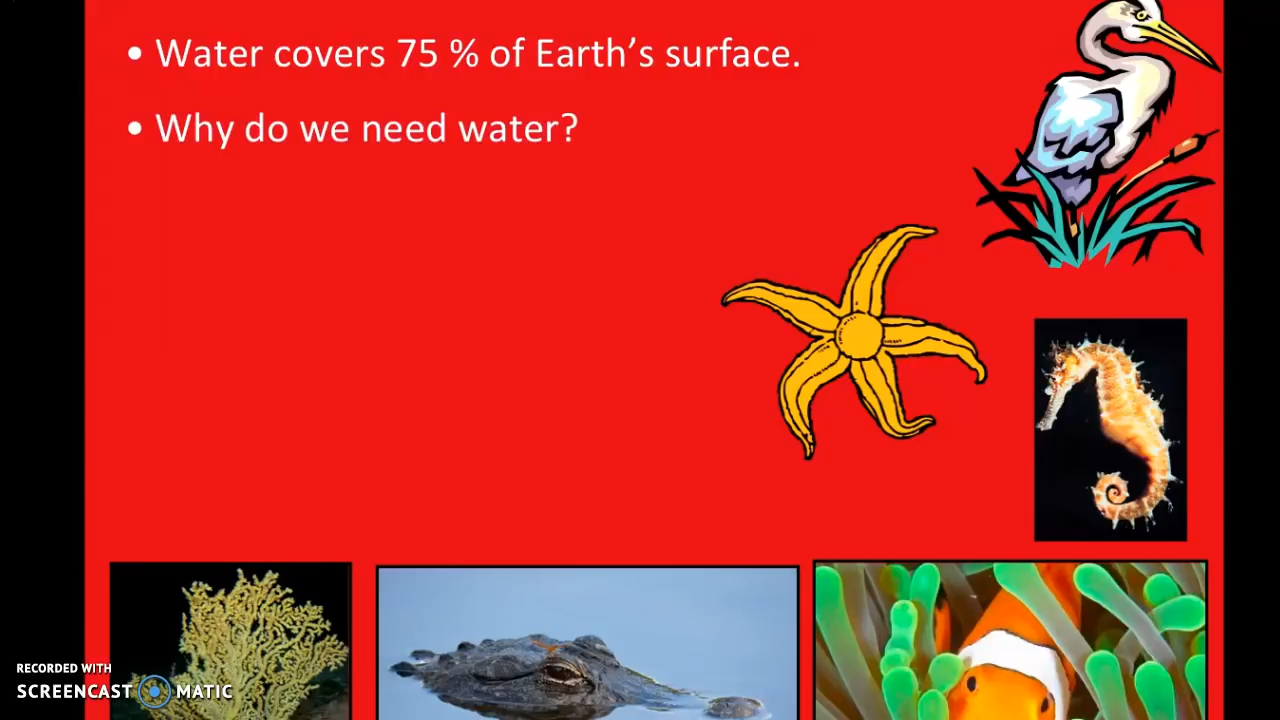 • Water covers 75 % of Earth’s surface.
• Why do we need water?
RECORDED WITH
SCREENCAST MATIC